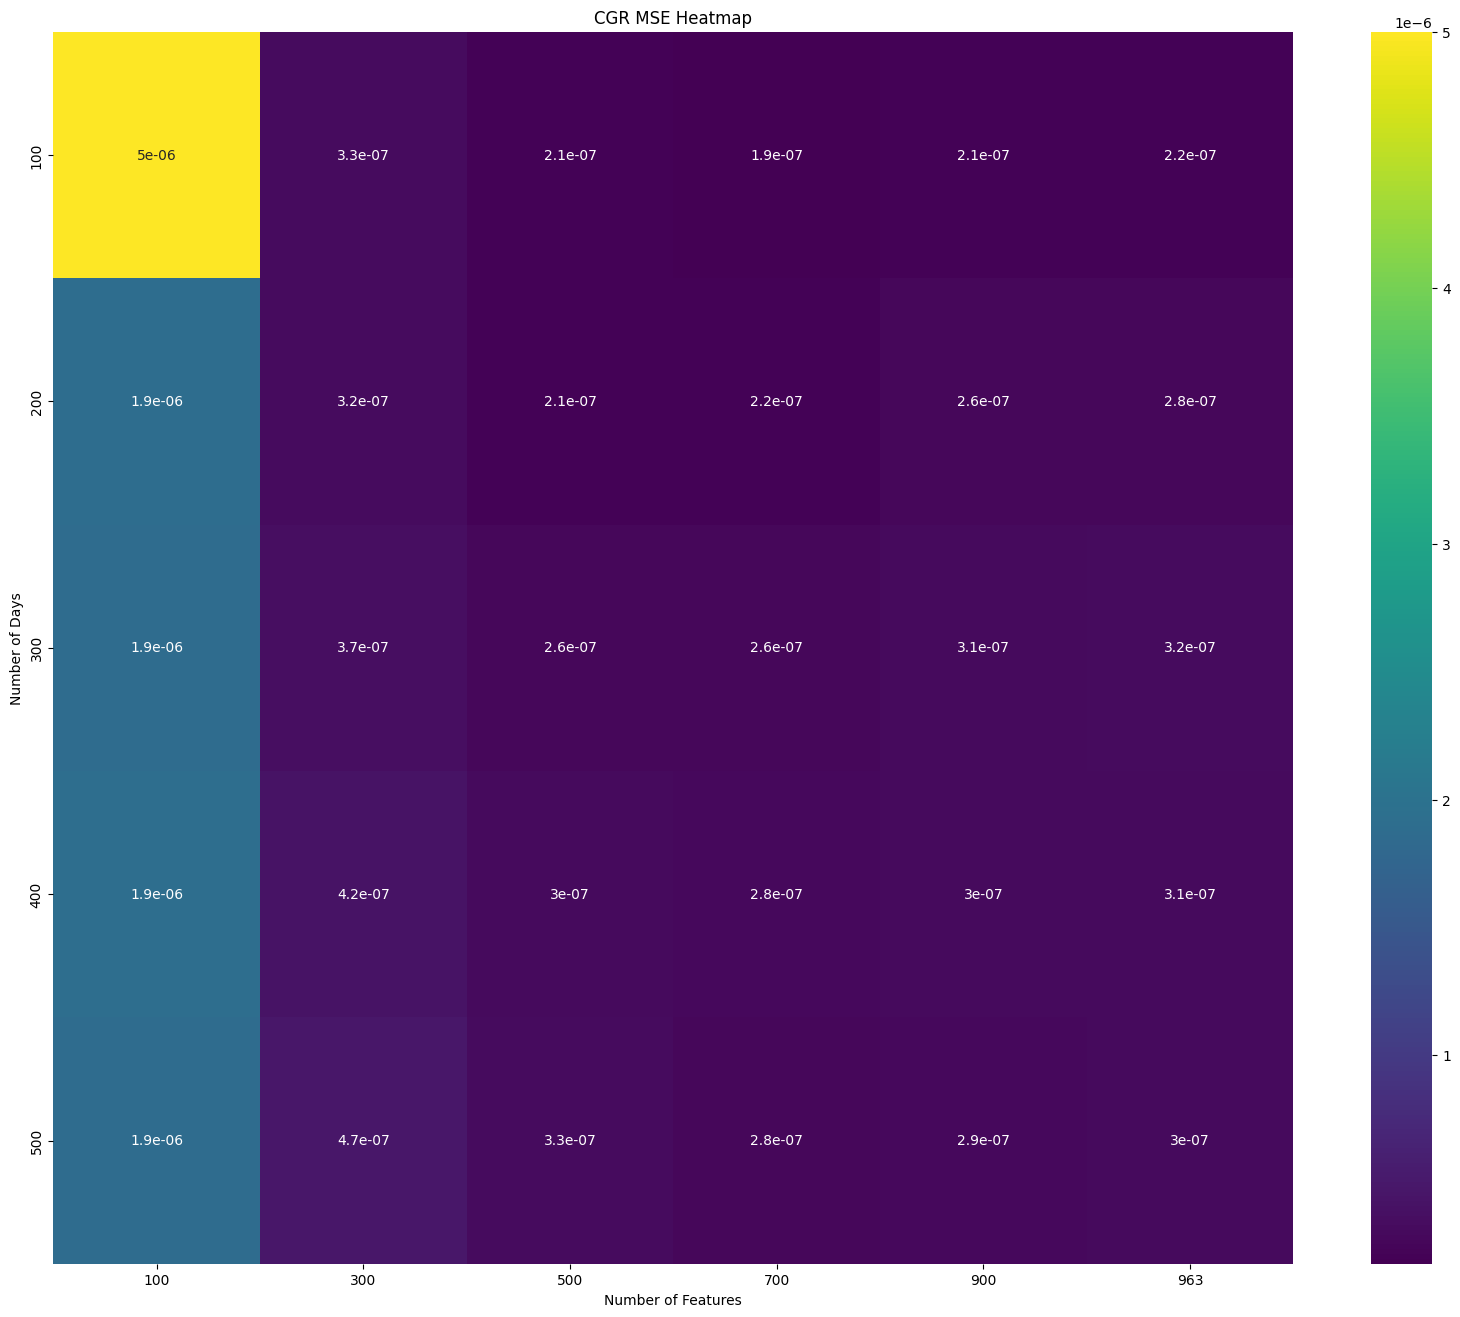 CGR MSE Heatmap
1e−6
5
100
5e-06
3.3e-07
2.1e-07
1.9e-07
2.1e-07
2.2e-07
4
200
1.9e-06
3.2e-07
2.1e-07
2.2e-07
2.6e-07
2.8e-07
3
Number of Days
300
1.9e-06
3.7e-07
2.6e-07
2.6e-07
3.1e-07
3.2e-07
2
400
1.9e-06
4.2e-07
3e-07
2.8e-07
3e-07
3.1e-07
1
500
1.9e-06
4.7e-07
3.3e-07
2.8e-07
2.9e-07
3e-07
100
300
500
700
900
963
Number of Features